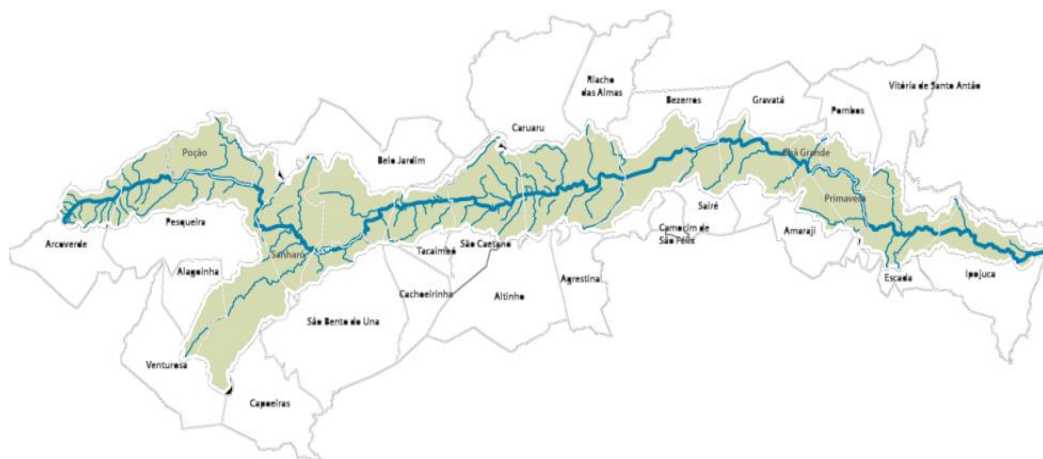 Riacho
das Almas
Bezerros
Gravatá
Vitória de Santo Antão
Pombos
Caruaru
Belo Jardim
Poção
Chã Grande
Pesqueira
Primavera
Sairé
Arcoverde
Camocim de
São Félix
Amaraji
São Caetano
Tacaimbó
Sanharó
Alagoinha
Escada
Ipojuca
Agrestina
Cachoeirinha
Altinho
São Bento do Una
Venturosa
Capoeiras